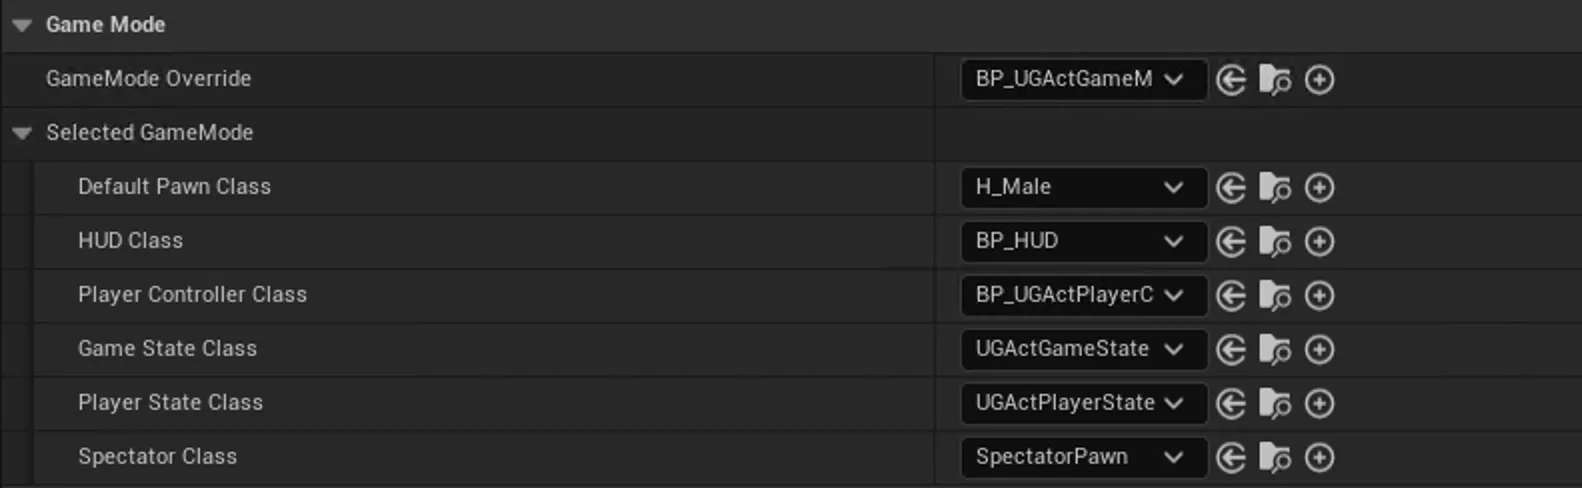 Game Mode
GameMode Override BP_UGActGameM
Selected GameMode
Default Pawn Class H_Male
HUD Class BP_HUD
Player Controller Class BP_UGActPlayerC
Game State Class UGActGameState
Player State Class UGActPlayerState
Spectator Class SpectatorPawn